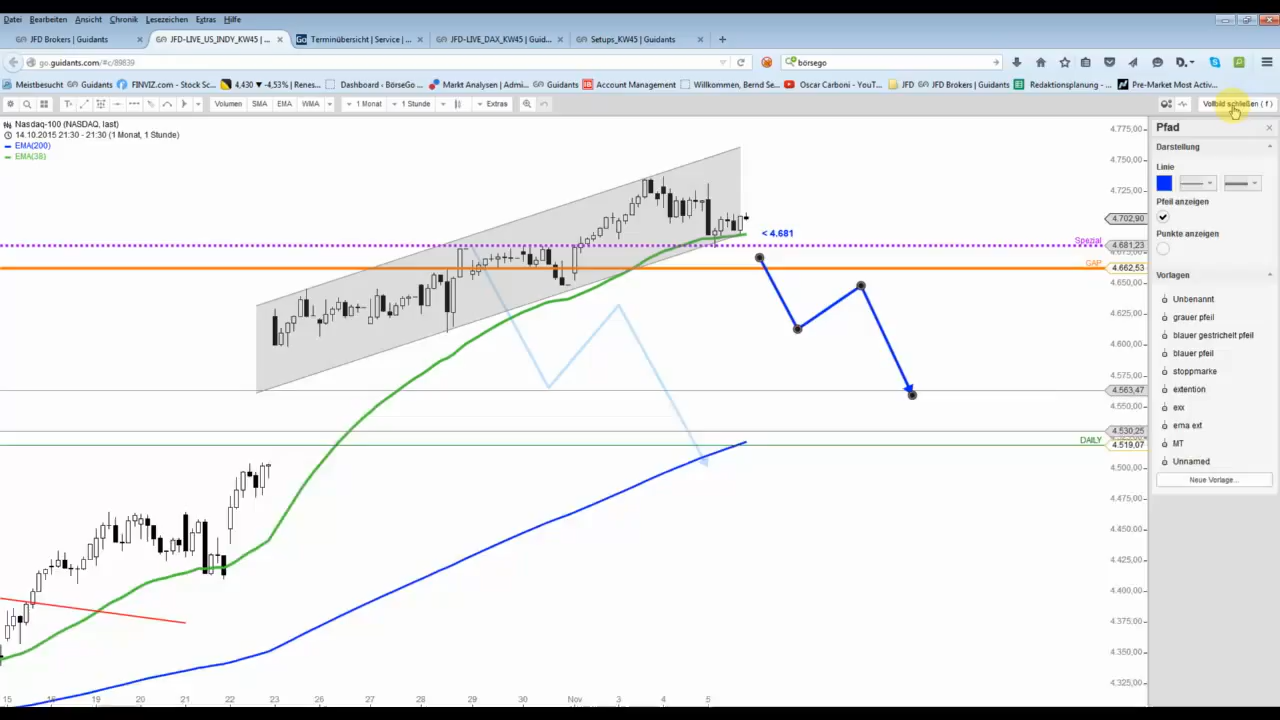 Datei Bearbeiten Ansicht Chronik Lesezeichen Extras Hilfe
JFD Brokers | Guidants × JFD-LIVE_US_INDY_KW45 | ... × Terminübersicht | Service | ... × JFD-LIVE_DAX_KW45 | Guid... × Setups_KW45 | Guidants × +
go.guidants.com/#c/89839 börsego
Meistbesucht Guidants FINVIZ.com - Stock Sc... 4,430 ▼ -4,53% | Renes... Dashboard - BörseGo ... Markt Analysen | Admi... Guidants Account Management Willkommen, Bernd Se... Oscar Carboni - YouT... JFD JFD Brokers | Guidants Redaktionsplanung - ... Pre-Market Most Activ...
Volumen SMA EMA WMA 1 Monat 1 Stunde Extras Vollbild schließen ( f )
Nasdaq-100 (NASDAQ, last)
14.10.2015 21:30 - 21:30 (1 Monat, 1 Stunde)
EMA(200)
EMA(38)
4.775,00
4.750,00
4.725,00
4.702,90
< 4.681
Spezial
4.681,23
GAP
4.662,53
4.650,00
4.625,00
4.600,00
4.575,00
4.563,47
4.550,00
4.530,25
DAILY
4.519,07
4.500,00
4.475,00
4.450,00
4.425,00
4.400,00
4.375,00
4.350,00
4.325,00
15 16 19 20 21 22 23 26 27 28 29 30 Nov 3 4 5
Pfad ×
Darstellung
Linie
Pfeil anzeigen
Punkte anzeigen
Vorlagen
Unbenannt
grauer pfeil
blauer gestrichelt pfeil
blauer pfeil
stoppmarke
extention
exx
ema ext
MT
Unnamed
Neue Vorlage...